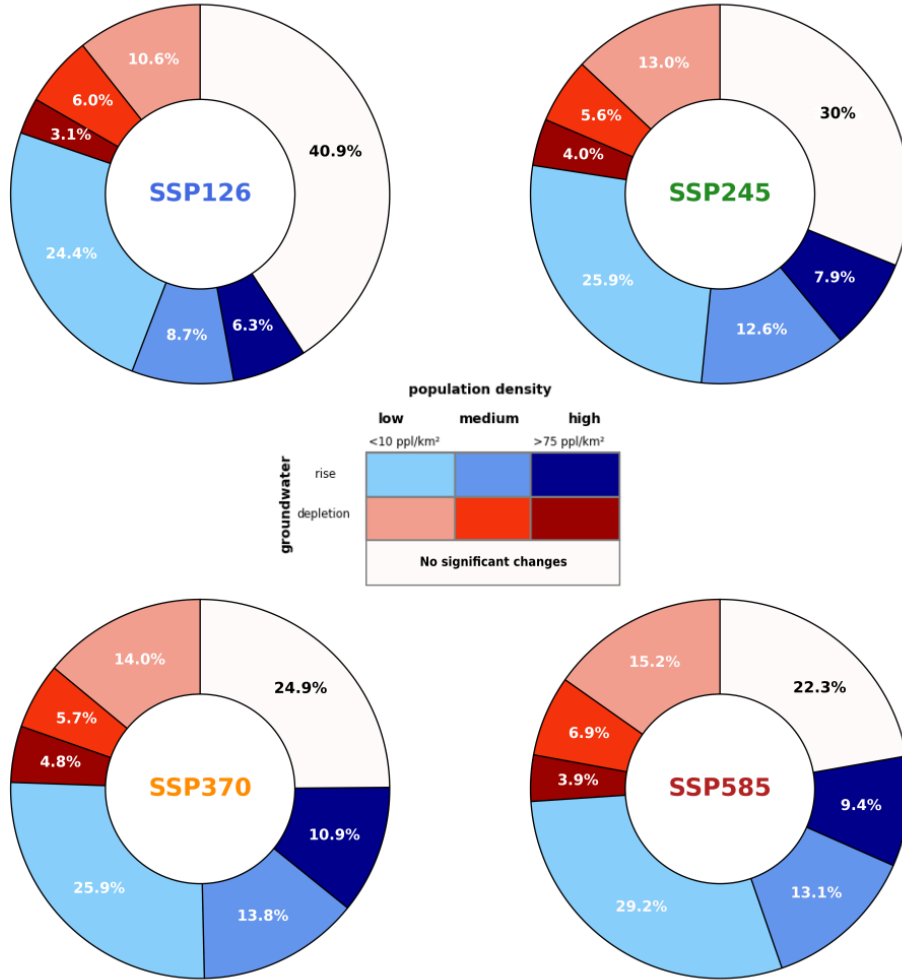 10.6%
6.0%
3.1%
40.9%
SSP126
24.4%
8.7%
6.3%
13.0%
5.6%
4.0%
30%
SSP245
25.9%
12.6%
7.9%
population density
low medium high
<10 ppl/km² >75 ppl/km²
groundwater
rise
depletion
No significant changes
14.0%
5.7%
4.8%
24.9%
SSP370
10.9%
25.9%
13.8%
15.2%
6.9%
3.9%
22.3%
SSP585
9.4%
29.2%
13.1%